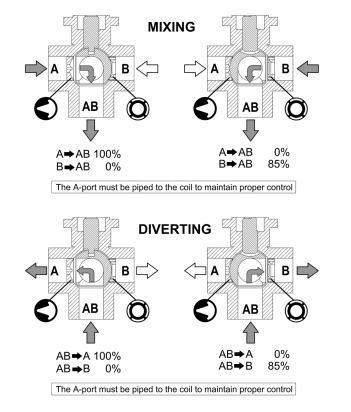 MIXING
A B A B
AB AB
A➡AB 100% A➡AB 0%
B➡AB 0% B➡AB 85%
The A-port must be piped to the coil to maintain proper control
DIVERTING
A B A B
AB AB
AB➡A 100% AB➡A 0%
AB➡B 0% AB➡B 85%
The A-port must be piped to the coil to maintain proper control